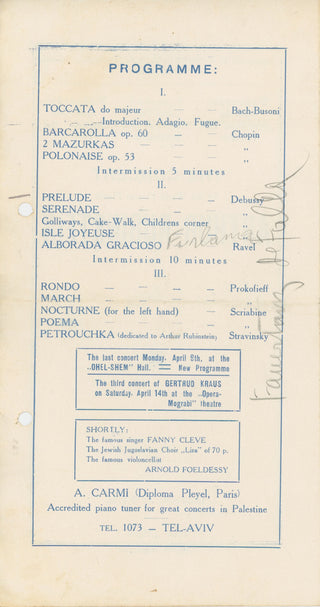 PROGRAMME:
I.
TOCCATA do majeur — — Bach-Busoni
—Introduction. Adagio. Fugue.
BARCAROLLA op. 60 — — Chopin
2 MAZURKAS — — — "
POLONAISE op. 53 — — "
Intermission 5 minutes
II.
PRELUDE — — — — Debussy
SERENADE — — — "
Golliways, Cake-Walk, Childrens corner "
ISLE JOYEUSE — "
ALBORADA GRACIOSO Ravel
Intermission 10 minutes
III.
RONDO — — — — Prokofieff
MARCH — — — — "
NOCTURNE (for the left hand) — Scriabine
POEMA — — — — "
PETROUCHKA (dedicated to Arthur Rubinstein) Stravinsky
de Falla
The last concert Monday, April 9th, at the
„OHEL-SHEM" Hall. == New Programme
The third concert of GERTRUD KRAUS
on Saturday, April 14th at the „Opera-
Mograbi" theatre
SHORTLY:
The famous singer FANNY CLEVE
The Jewish Jugoslavian Choir „Lira" of 70 p.
The famous violoncellist
ARNOLD FOELDESSY
A. CARMI (Diploma Pleyel, Paris)
Accredited piano tuner for great concerts in Palestine
TEL. 1073 — TEL-AVIV